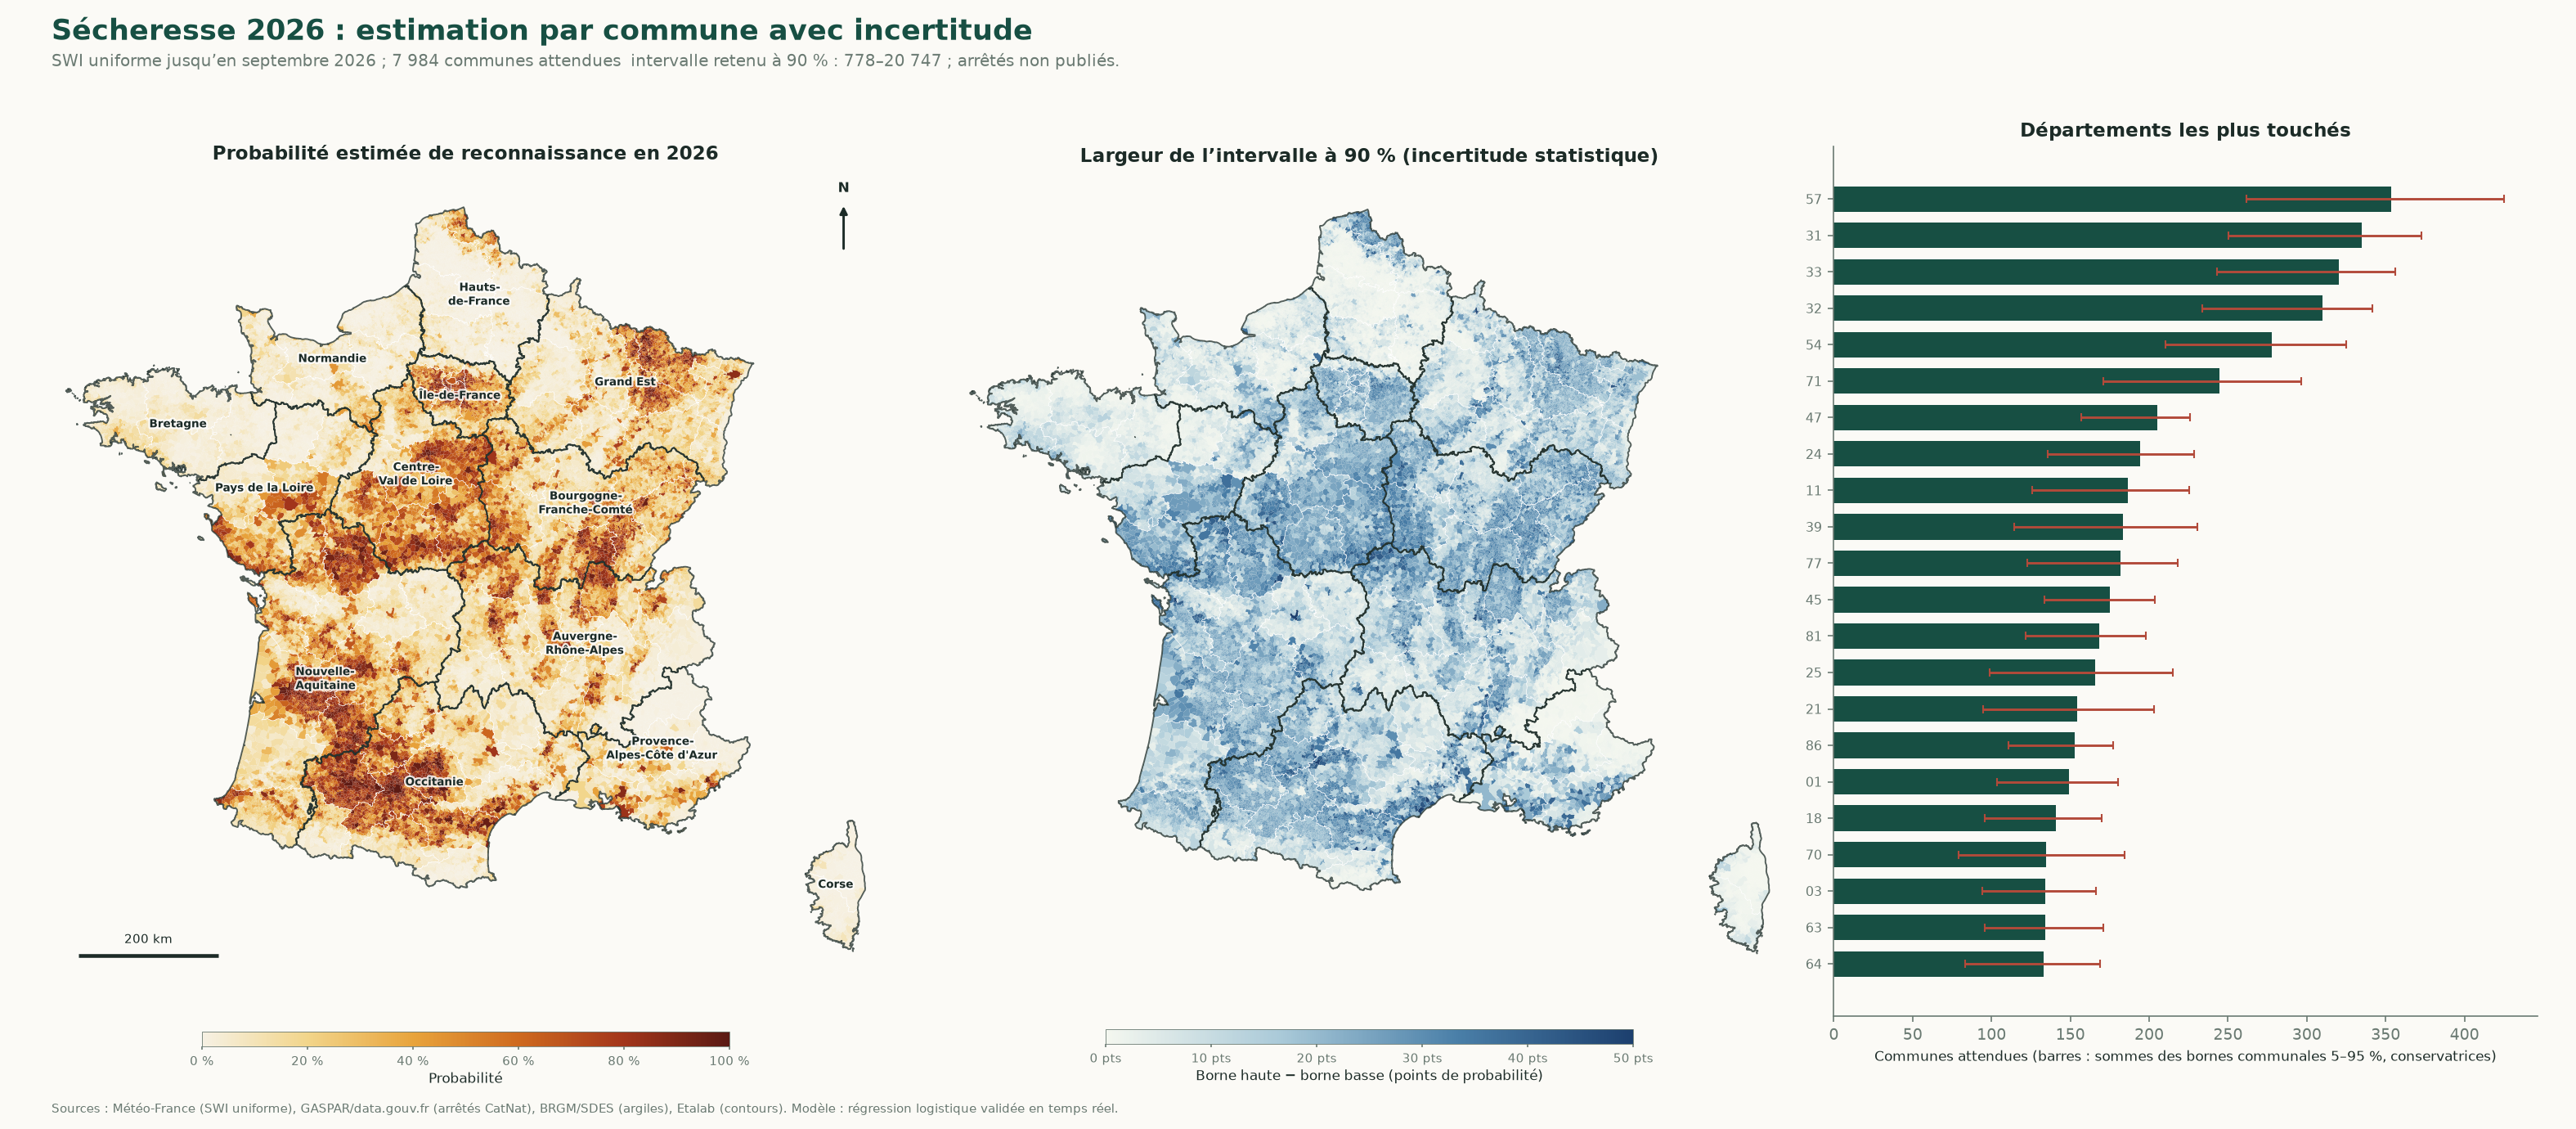 Sécheresse 2026 : estimation par commune avec incertitude
SWI uniforme jusqu’en septembre 2026 ; 7 984 communes attendues  intervalle retenu à 90 % : 778–20 747 ; arrêtés non publiés.
Probabilité estimée de reconnaissance en 2026
N
Hauts-
de-France
Normandie
Grand Est
Île-de-France
Bretagne
Centre-
Val de Loire
Pays de la Loire
Bourgogne-
Franche-Comté
Auvergne-
Rhône-Alpes
Nouvelle-
Aquitaine
Provence-
Alpes-Côte d'Azur
Occitanie
Corse
200 km
0 %
20 %
40 %
60 %
80 %
100 %
Probabilité
Largeur de l’intervalle à 90 % (incertitude statistique)
0 pts
10 pts
20 pts
30 pts
40 pts
50 pts
Borne haute − borne basse (points de probabilité)
Départements les plus touchés
57
31
33
32
54
71
47
24
11
39
77
45
81
25
21
86
01
18
70
03
63
64
0
50
100
150
200
250
300
350
400
Communes attendues (barres : sommes des bornes communales 5–95 %, conservatrices)
Sources : Météo-France (SWI uniforme), GASPAR/data.gouv.fr (arrêtés CatNat), BRGM/SDES (argiles), Etalab (contours). Modèle : régression logistique validée en temps réel.